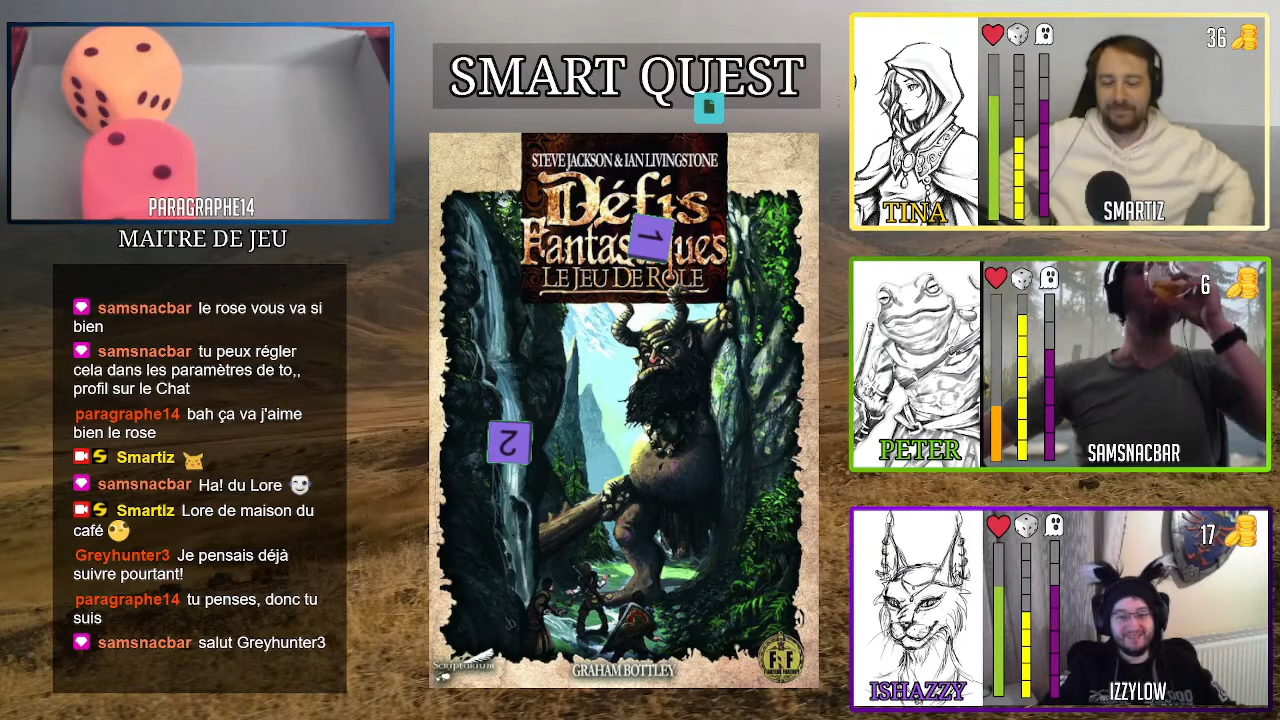 PARAGRAPHE14
MAITRE DE JEU
samsnacbar le rose vous va si
bien
samsnacbar tu peux régler
cela dans les paramètres de to,,
profil sur le Chat
paragraphe14 bah ça va j'aime
bien le rose
Smartiz
samsnacbar Ha! du Lore
Smartiz Lore de maison du
café
Greyhunter3 Je pensais déjà
suivre pourtant!
paragraphe14 tu penses, donc tu
suis
samsnacbar salut Greyhunter3
SMART QUEST
STEVE JACKSON & IAN LIVINGSTONE
Défis
Fantastiques
LE JEU DE RÔLE
1
2
Scriptarium
GRAHAM BOTTLEY
FF
36
TINA
SMARTIZ
6
PETER
SAMSNACBAR
17
ISHAZZY
IZZYLOW